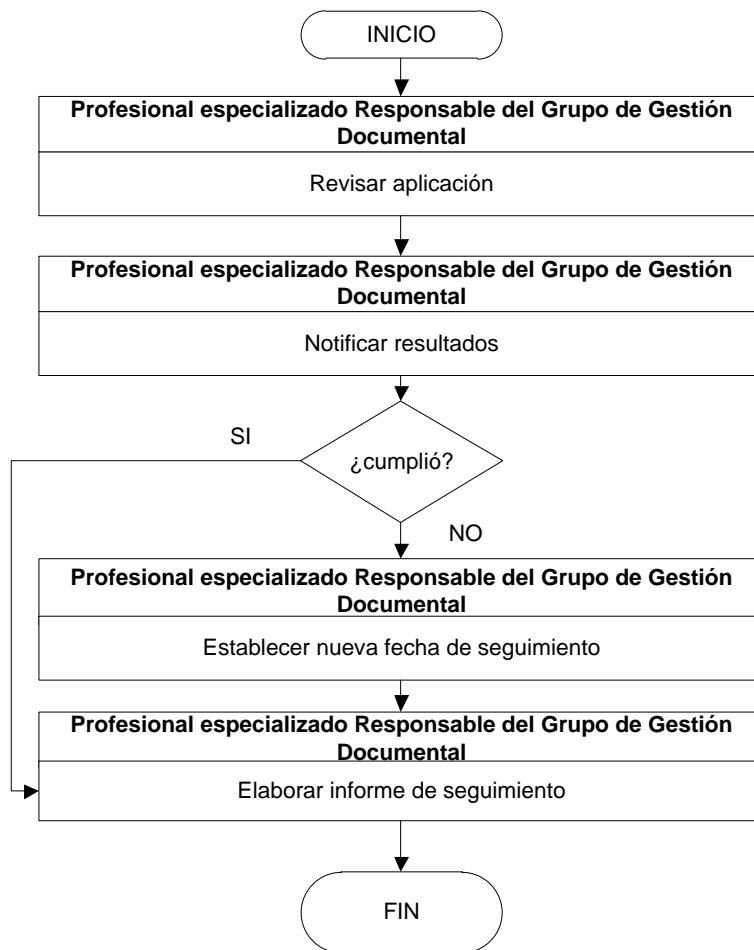 INICIO
Profesional especializado Responsable del Grupo de Gestión
Documental
Revisar aplicación
Profesional especializado Responsable del Grupo de Gestión
Documental
Notificar resultados
SI
¿cumplió?
NO
Profesional especializado Responsable del Grupo de Gestión
Documental
Establecer nueva fecha de seguimiento
Profesional especializado Responsable del Grupo de Gestión
Documental
Elaborar informe de seguimiento
FIN